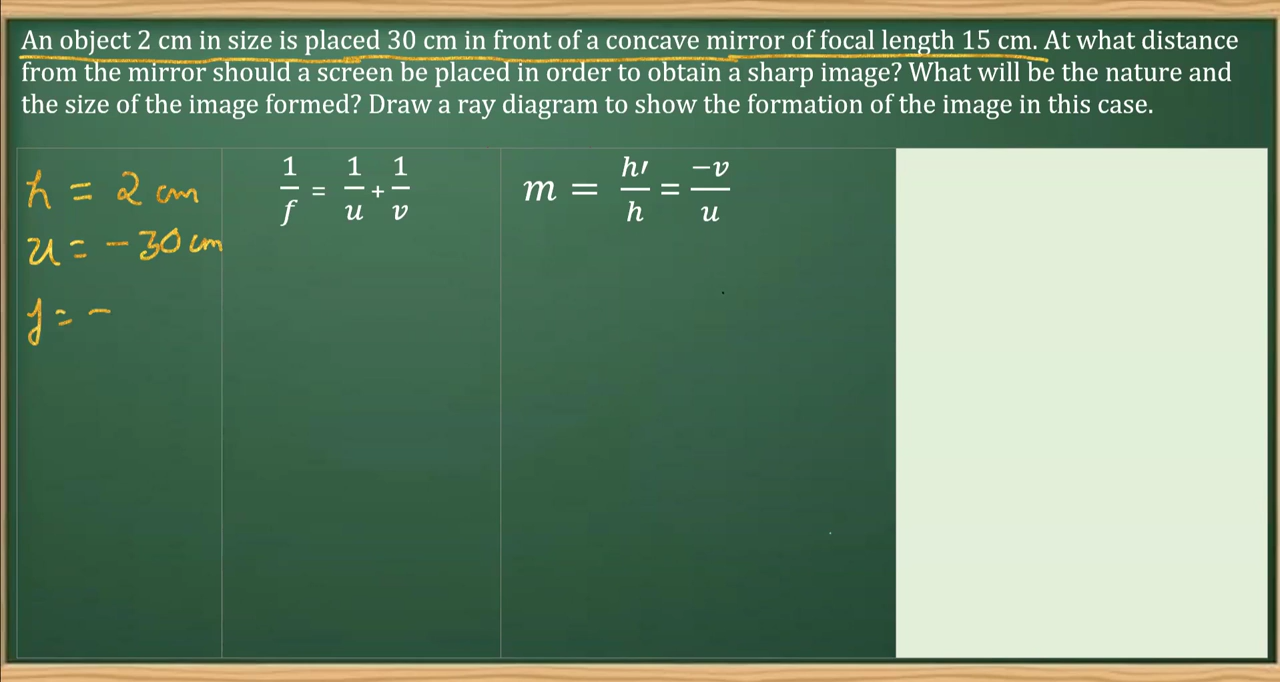 An object 2 cm in size is placed 30 cm in front of a concave mirror of focal length 15 cm. At what distance
from the mirror should a screen be placed in order to obtain a sharp image? What will be the nature and
the size of the image formed? Draw a ray diagram to show the formation of the image in this case.
h = 2 cm
u = - 30 cm
f = -
1/f = 1/u + 1/v
m = h′/h = -v/u